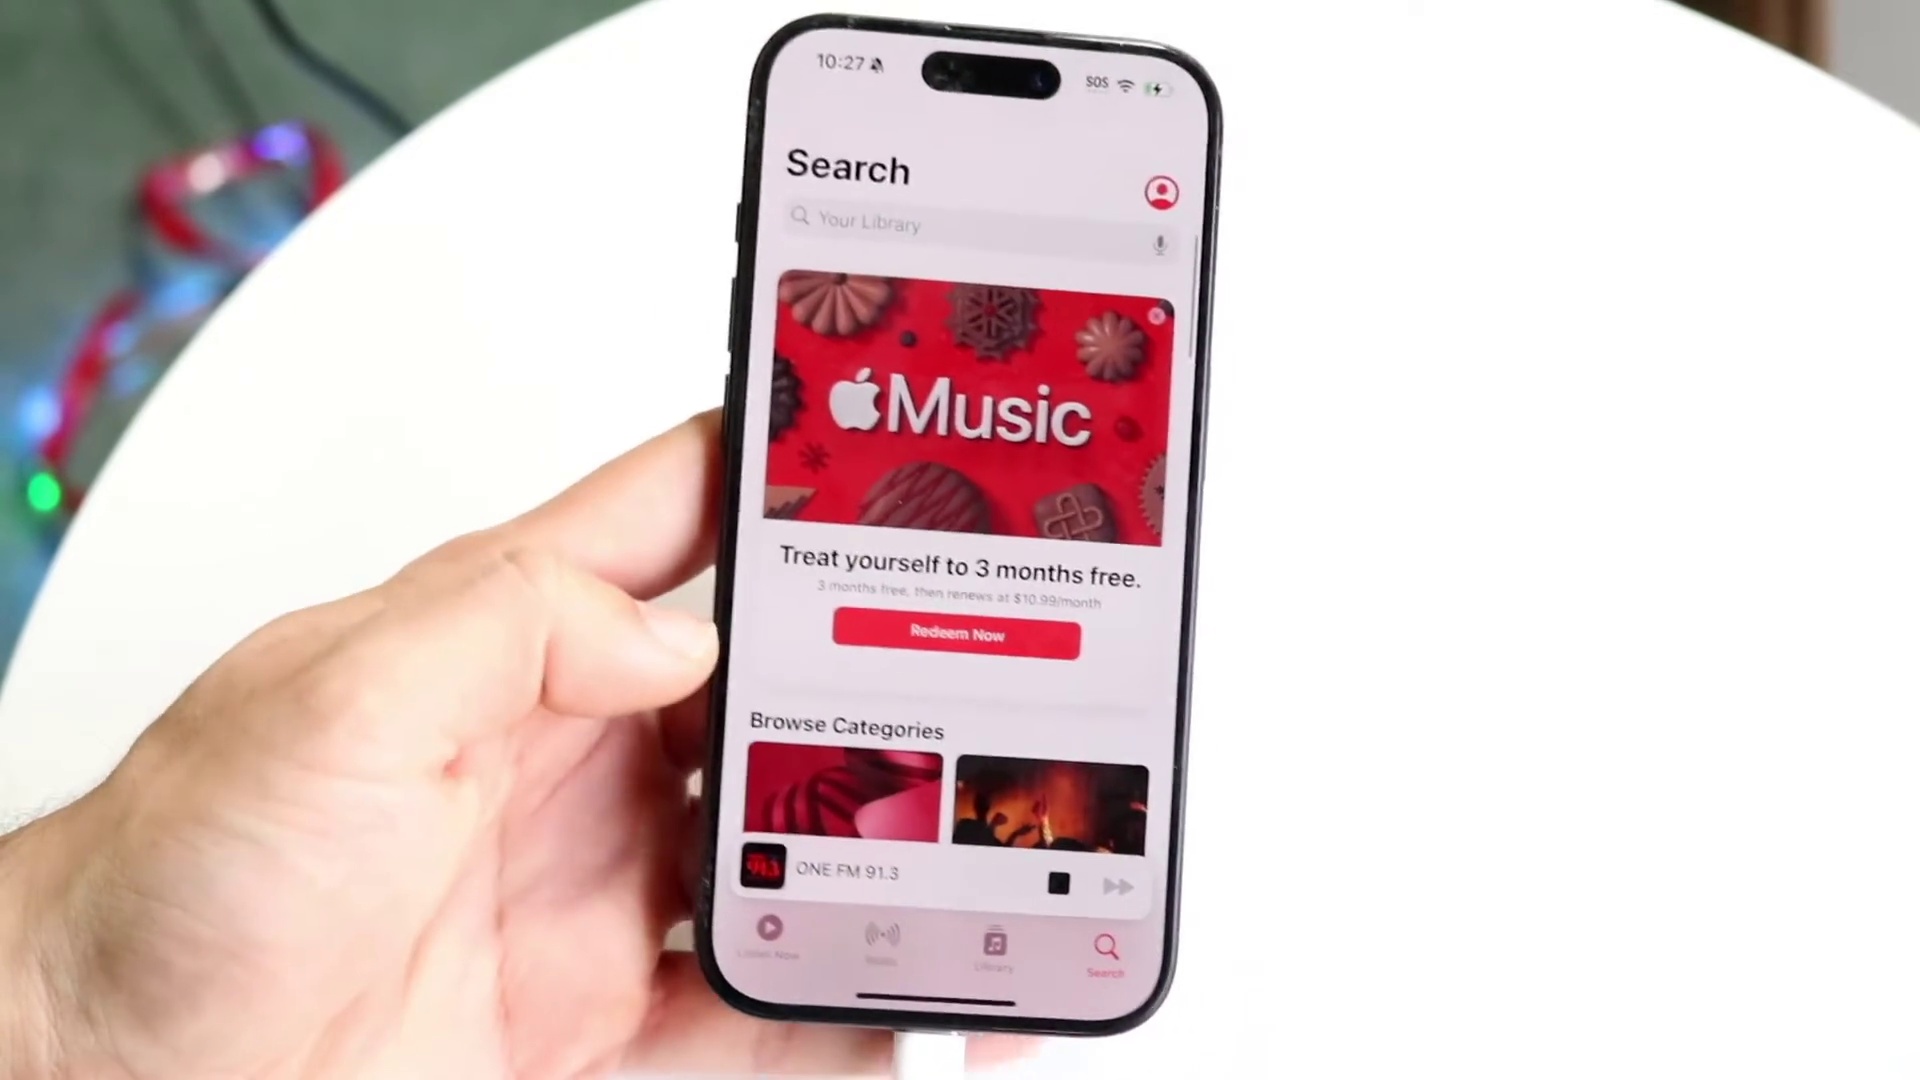 10:27
SOS
Search
Your Library
Music
Treat yourself to 3 months free.
3 months free, then renews at $10.99/month
Redeem Now
Browse Categories
91.3
ONE FM 91.3
Listen Now
Radio
Library
Search